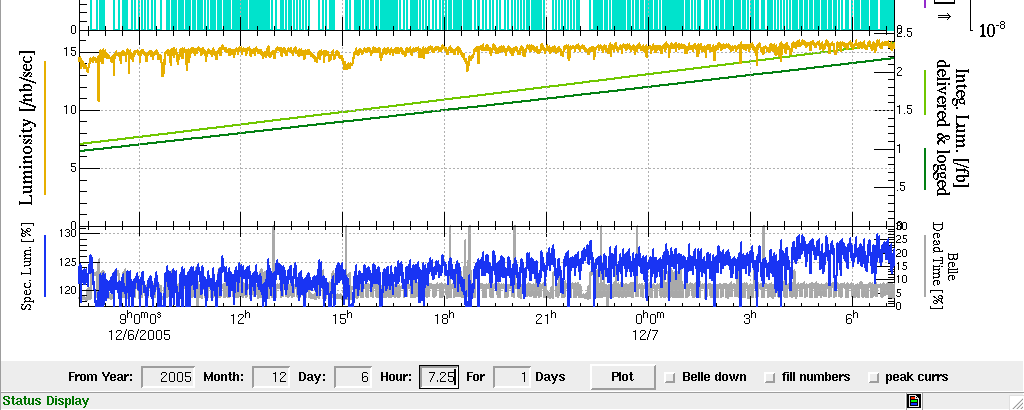 ] ⇒
10-8
15
10
5
0
2.5
2
1.5
1
.5
0
Luminosity [/nb/sec]
Integ. Lum. [/fb]
delivered & logged
130
125
120
30
25
20
15
10
5
0
Spec. Lum. [%]
Belle
Dead Time [%]
9h0m0s 12h 15h 18h 21h 0h0m 3h 6h
12/6/2005 12/7
From Year: 2005 Month: 12 Day: 6 Hour: 7.25 For 1 Days Plot Belle down fill numbers peak currs
Status Display